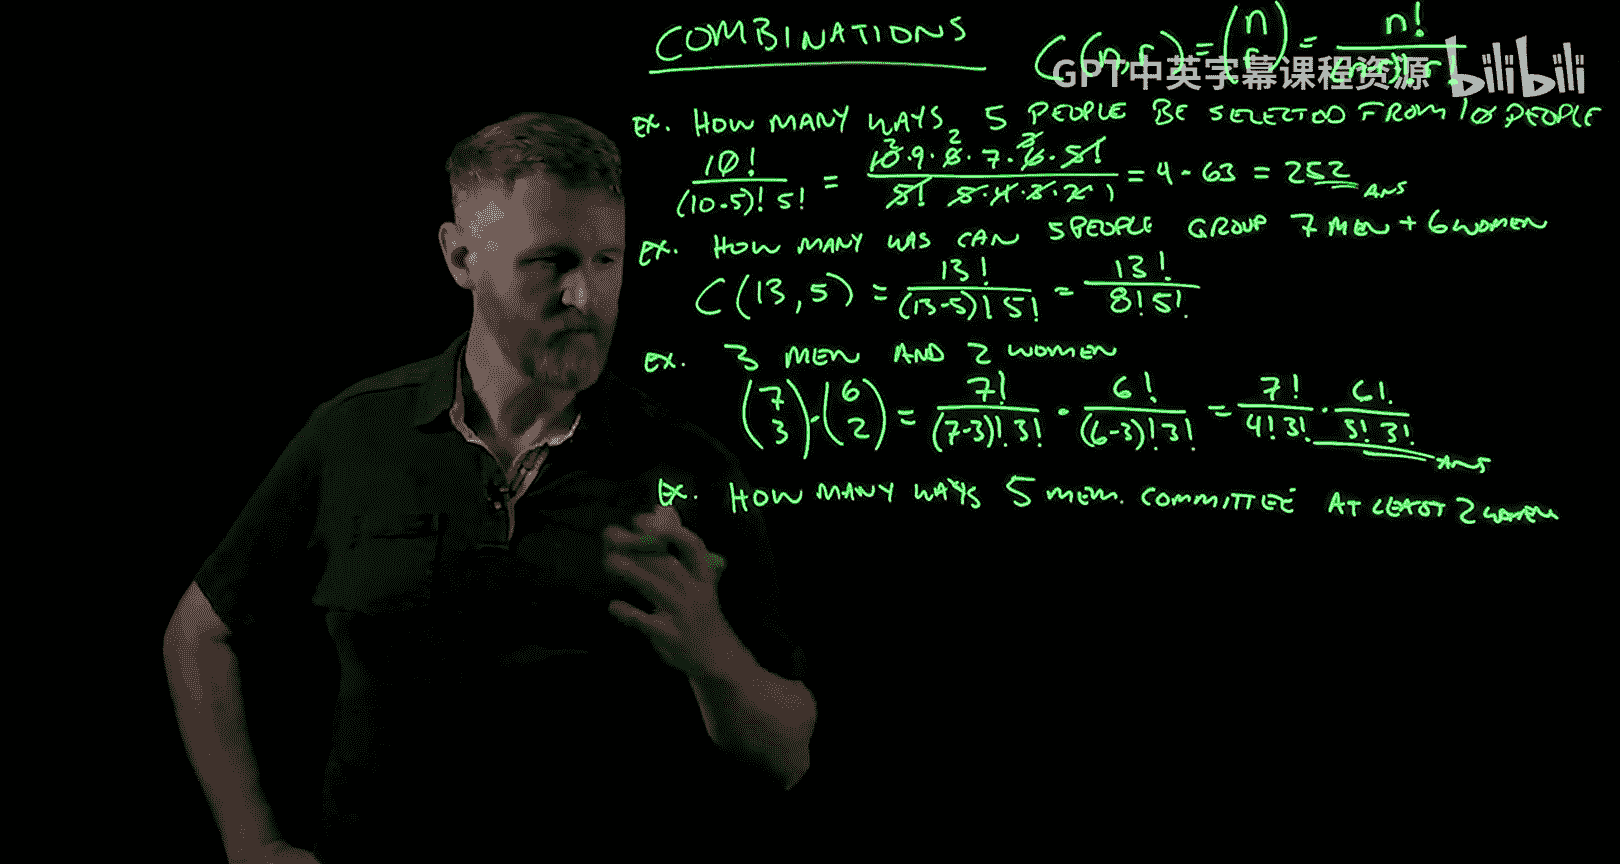 COMBINATIONS C(n,r) = (n r) = n! / (n-r)! r!
GPT中英字幕课程资源 bilibili
EX. HOW MANY WAYS 5 PEOPLE BE SELECTED FROM 10 PEOPLE
10! / (10-5)! 5! = 10·9·8·7·6·5! / 5! 5·4·3·2·1 = 4 - 63 = 252 ANS
EX. HOW MANY WAS CAN 5 PEOPLE GROUP 7 MEN + 6 WOMEN
C(13,5) = 13! / (13-5)! 5! = 13! / 8! 5!
EX. 3 MEN AND 2 WOMEN
(7 3)·(6 2) = 7! / (7-3)! 3! · 6! / (6-3)! 3! = 7! / 4! 3! · 6! / 3! 3! ANS
EX. HOW MANY WAYS 5 MEM. COMMITTEE AT LEAST 2 WOMEN